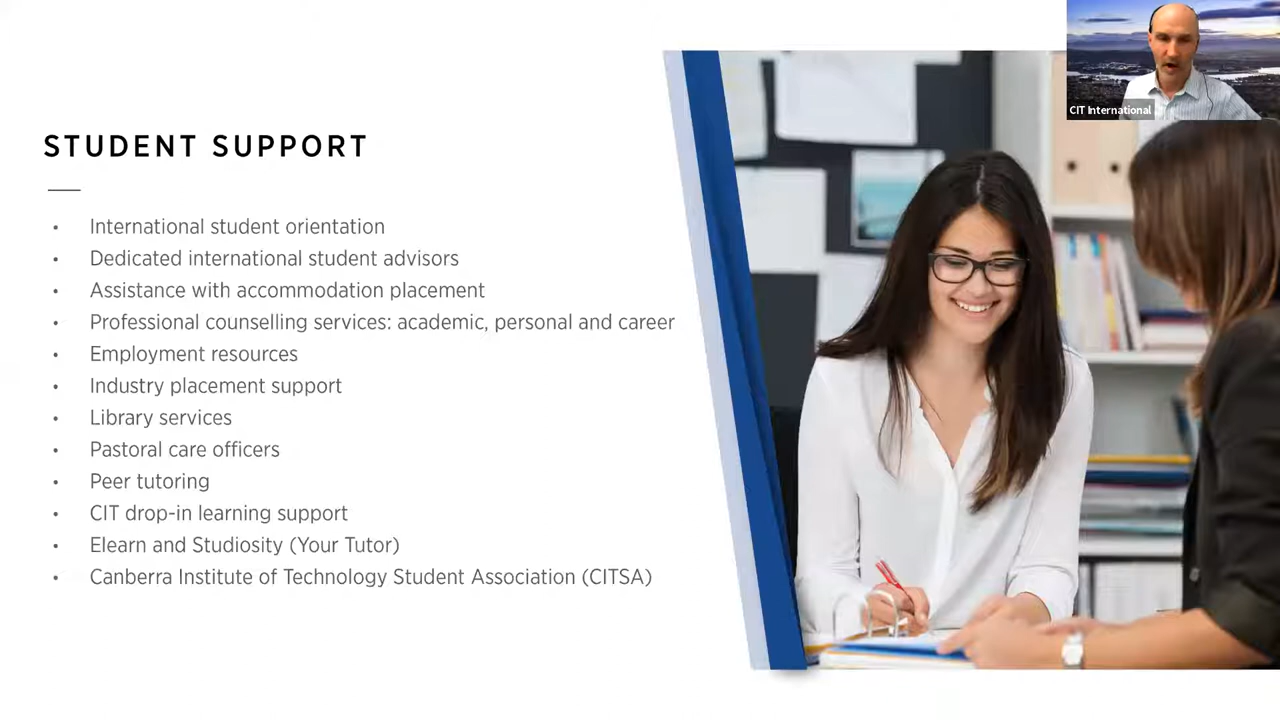 CIT International
STUDENT SUPPORT
• International student orientation
• Dedicated international student advisors
• Assistance with accommodation placement
• Professional counselling services: academic, personal and career
• Employment resources
• Industry placement support
• Library services
• Pastoral care officers
• Peer tutoring
• CIT drop-in learning support
• Elearn and Studiosity (Your Tutor)
• Canberra Institute of Technology Student Association (CITSA)